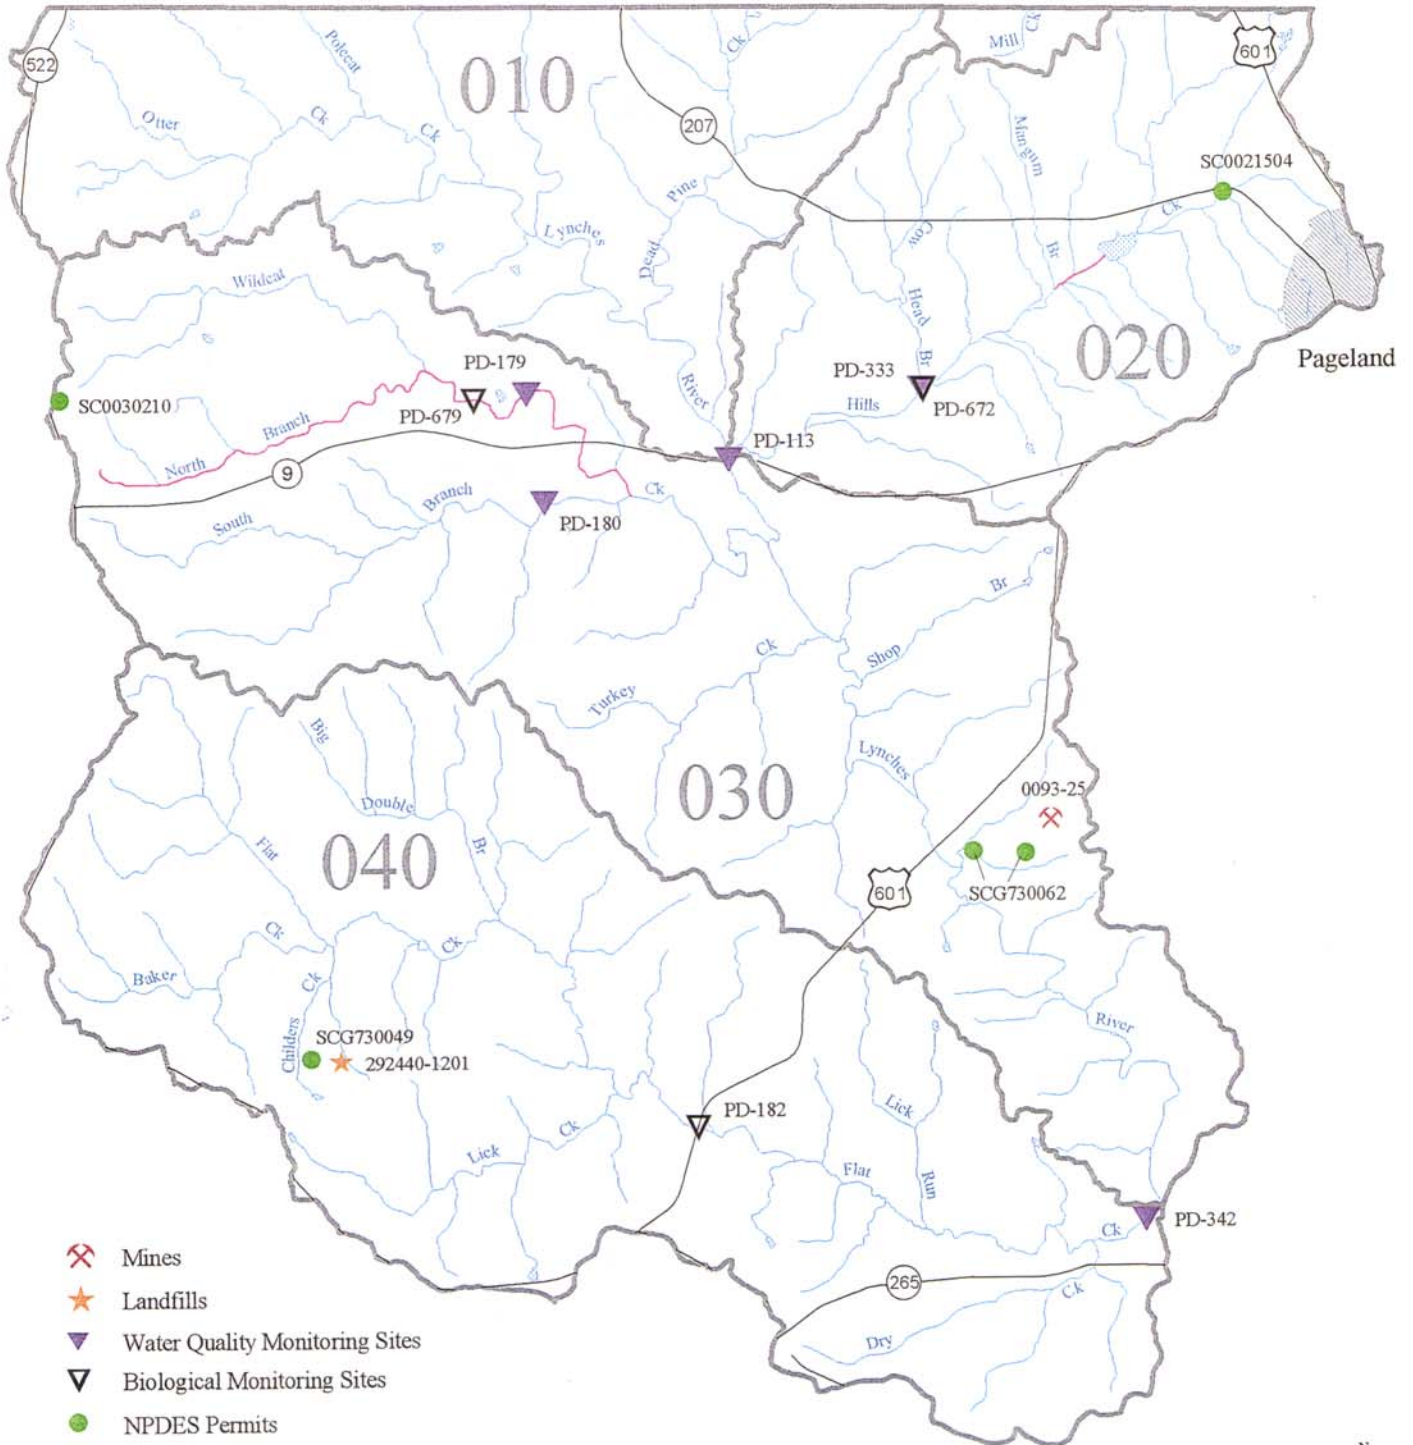 522
Polecat
Ck
010
Ck
Mill
Ck
601
Otter
Ck
Ck
207
Mangum
SC0021504
Pine
Ck
Lynches
Dead
Cow
Br
Wildcat
Head
020
PD-179
Br
Pageland
PD-333
River
SC0030210
PD-679
Hills
PD-672
Branch
PD-113
North
9
Branch
Ck
South
PD-180
Br
Ck
Shop
Turkey
Big
Lynches
030
0093-25
Double
Flat
Br
040
601
SCG730062
Ck
Ck
Baker
Ck
River
Childers
SCG730049
292440-1201
Lick
PD-182
Ck
Lick
Flat
Run
Ck
PD-342
265
Ck
Dry
Mines
Landfills
Water Quality Monitoring Sites
Biological Monitoring Sites
NPDES Permits